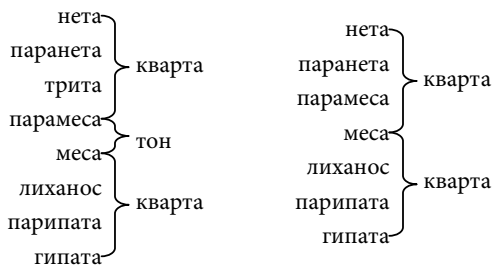 нета
паранета
трита
парамеса
меса
лиханос
парипата
гипата
кварта
тон
кварта
нета
паранета
парамеса
меса
лиханос
парипата
гипата
кварта
кварта